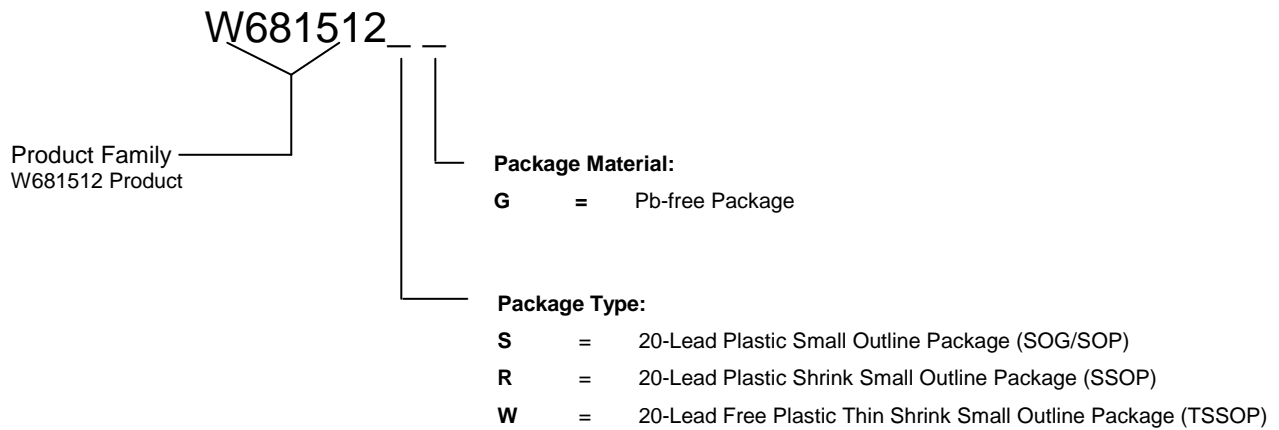 W681512_ _
Product Family
W681512 Product
Package Material:
G = Pb-free Package
Package Type:
S = 20-Lead Plastic Small Outline Package (SOG/SOP)
R = 20-Lead Plastic Shrink Small Outline Package (SSOP)
W = 20-Lead Free Plastic Thin Shrink Small Outline Package (TSSOP)